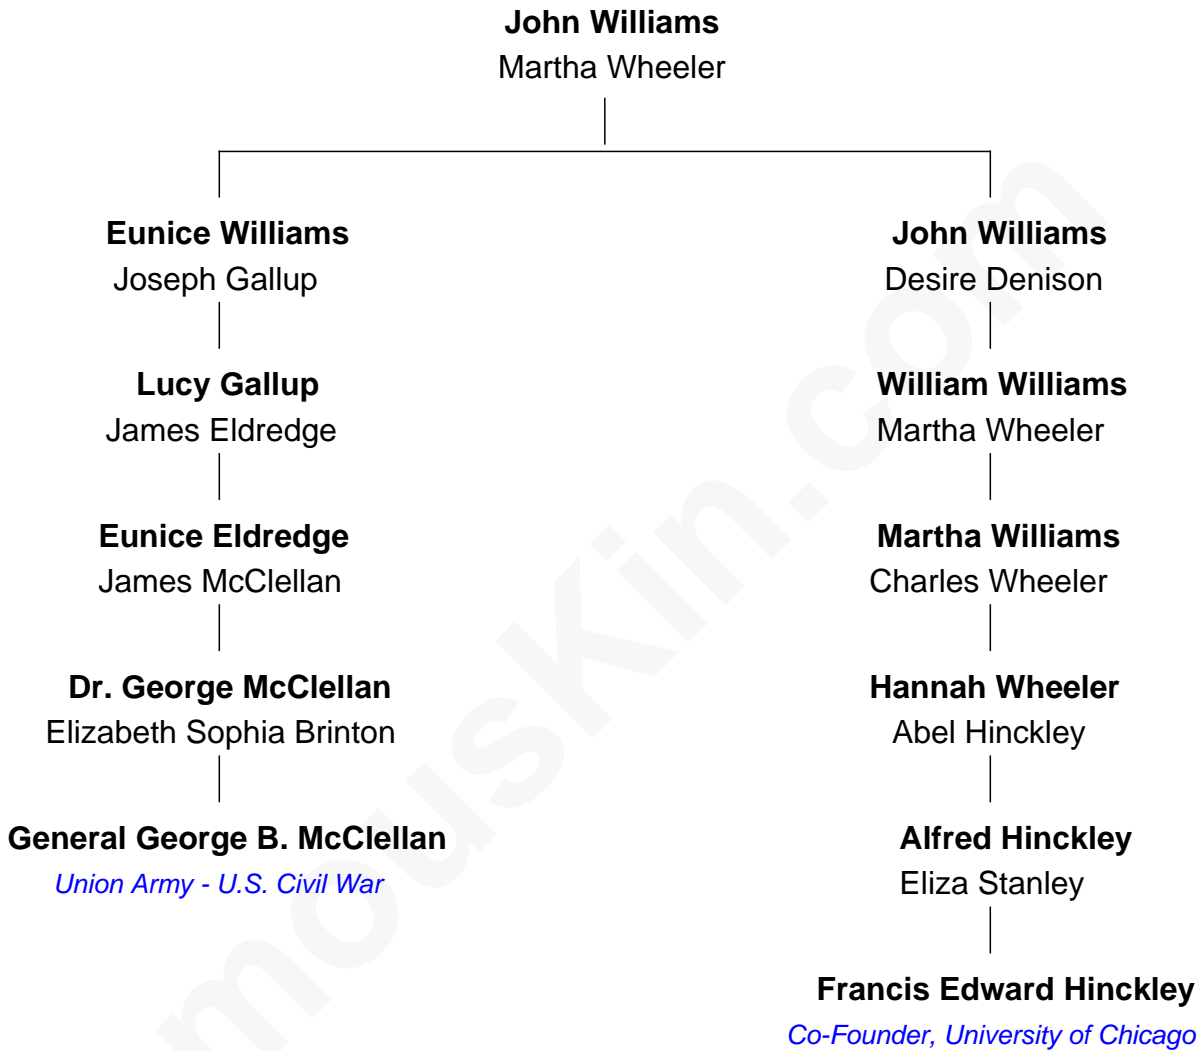 John Williams
Martha Wheeler
Eunice Williams
Joseph Gallup
John Williams
Desire Denison
Lucy Gallup
James Eldredge
William Williams
Martha Wheeler
Eunice Eldredge
James McClellan
Martha Williams
Charles Wheeler
Dr. George McClellan
Elizabeth Sophia Brinton
Hannah Wheeler
Abel Hinckley
General George B. McClellan
Union Army - U.S. Civil War
Alfred Hinckley
Eliza Stanley
Francis Edward Hinckley
Co-Founder, University of Chicago
mousKin.com